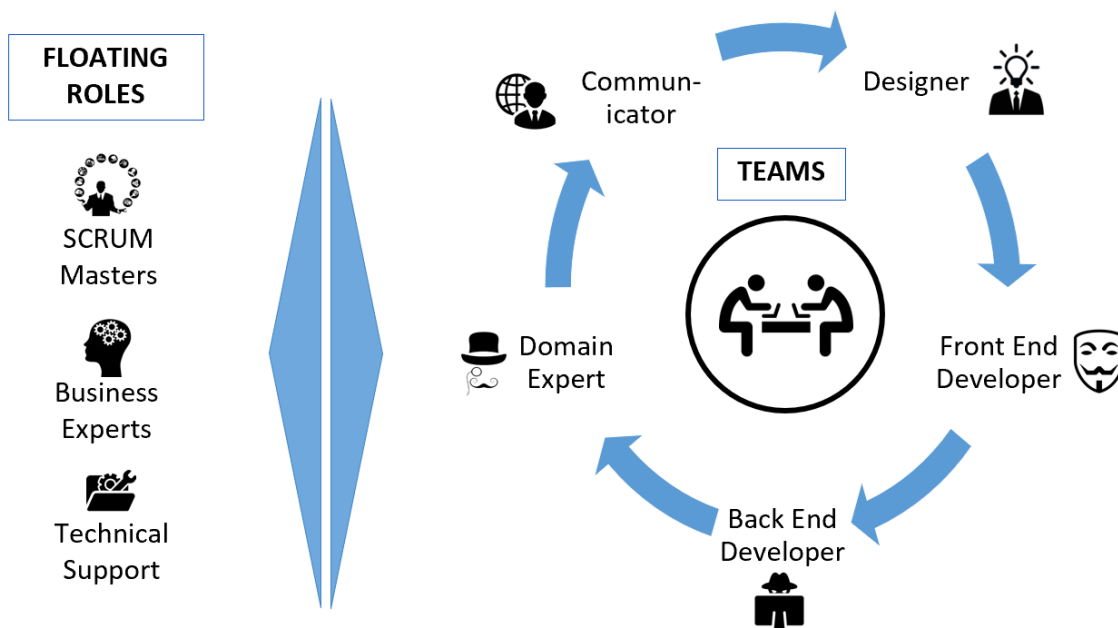 FLOATING
ROLES
SCRUM
Masters
Business
Experts
Technical
Support
Commun-
icator
Designer
TEAMS
Domain
Expert
Front End
Developer
Back End
Developer